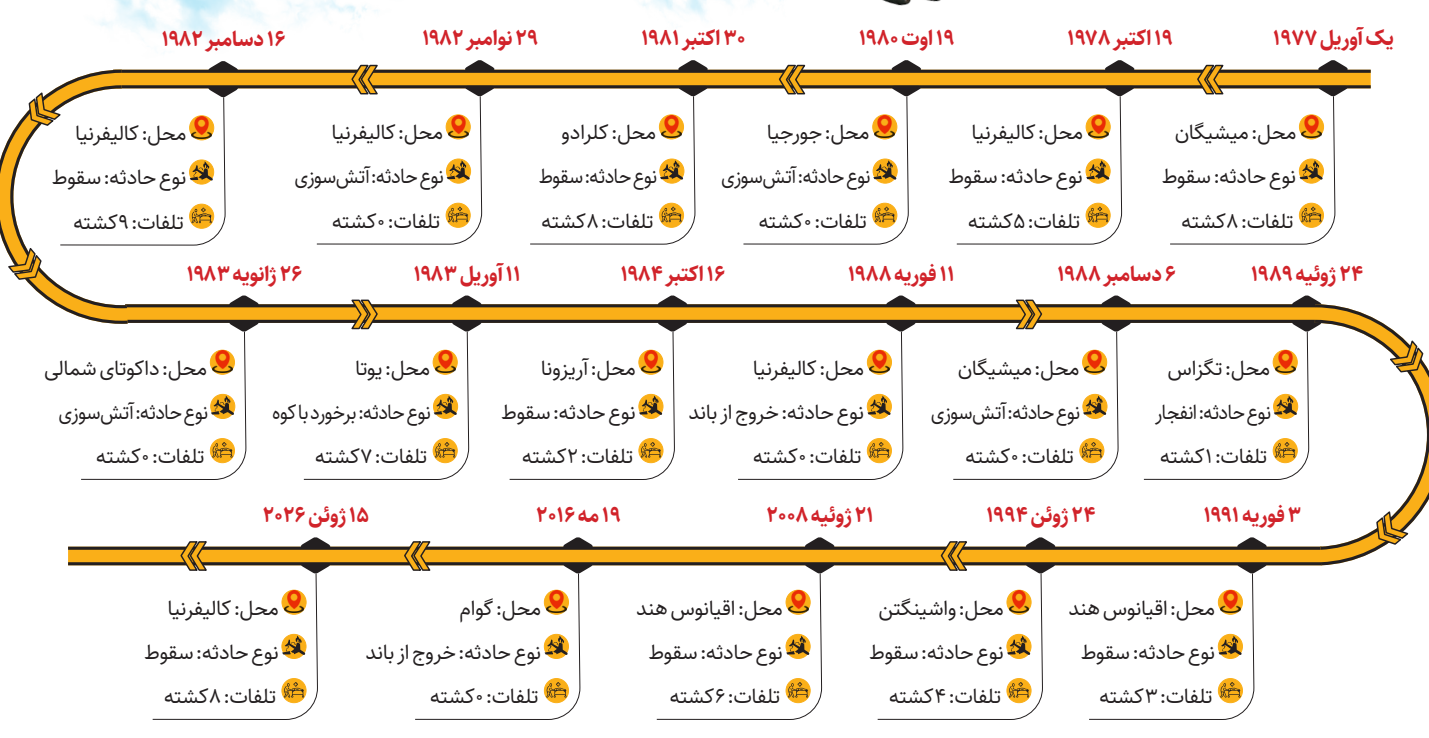 یک آوریل ۱۹۷۷
محل: میشیگان
نوع حادثه: سقوط
تلفات: ۸کشته
۱۹ اکتبر ۱۹۷۸
محل: کالیفرنیا
نوع حادثه: سقوط
تلفات: ۵کشته
۱۹ اوت ۱۹۸۰
محل: جورجیا
نوع حادثه: آتش‌سوزی
تلفات: ۰کشته
۳۰ اکتبر ۱۹۸۱
محل: کلرادو
نوع حادثه: سقوط
تلفات: ۸کشته
۲۹ نوامبر ۱۹۸۲
محل: کالیفرنیا
نوع حادثه: آتش‌سوزی
تلفات: ۰کشته
۱۶ دسامبر ۱۹۸۲
محل: کالیفرنیا
نوع حادثه: سقوط
تلفات: ۹کشته
۲۶ ژانویه ۱۹۸۳
محل: داکوتای شمالی
نوع حادثه: آتش‌سوزی
تلفات: ۰کشته
۱۱ آوریل ۱۹۸۳
محل: یوتا
نوع حادثه: برخورد با کوه
تلفات: ۷کشته
۱۶ اکتبر ۱۹۸۴
محل: آریزونا
نوع حادثه: سقوط
تلفات: ۲کشته
۱۱ فوریه ۱۹۸۸
محل: کالیفرنیا
نوع حادثه: خروج از باند
تلفات: ۰کشته
۶ دسامبر ۱۹۸۸
محل: میشیگان
نوع حادثه: آتش‌سوزی
تلفات: ۰کشته
۲۴ ژوئیه ۱۹۸۹
محل: تگزاس
نوع حادثه: انفجار
تلفات: ۱کشته
۳ فوریه ۱۹۹۱
محل: اقیانوس هند
نوع حادثه: سقوط
تلفات: ۳کشته
۲۴ ژوئن ۱۹۹۴
محل: واشینگتن
نوع حادثه: سقوط
تلفات: ۴کشته
۲۱ ژوئیه ۲۰۰۸
محل: اقیانوس هند
نوع حادثه: سقوط
تلفات: ۶کشته
۱۹ مه ۲۰۱۶
محل: گوام
نوع حادثه: خروج از باند
تلفات: ۰کشته
۱۵ ژوئن ۲۰۲۶
محل: کالیفرنیا
نوع حادثه: سقوط
تلفات: ۸کشته